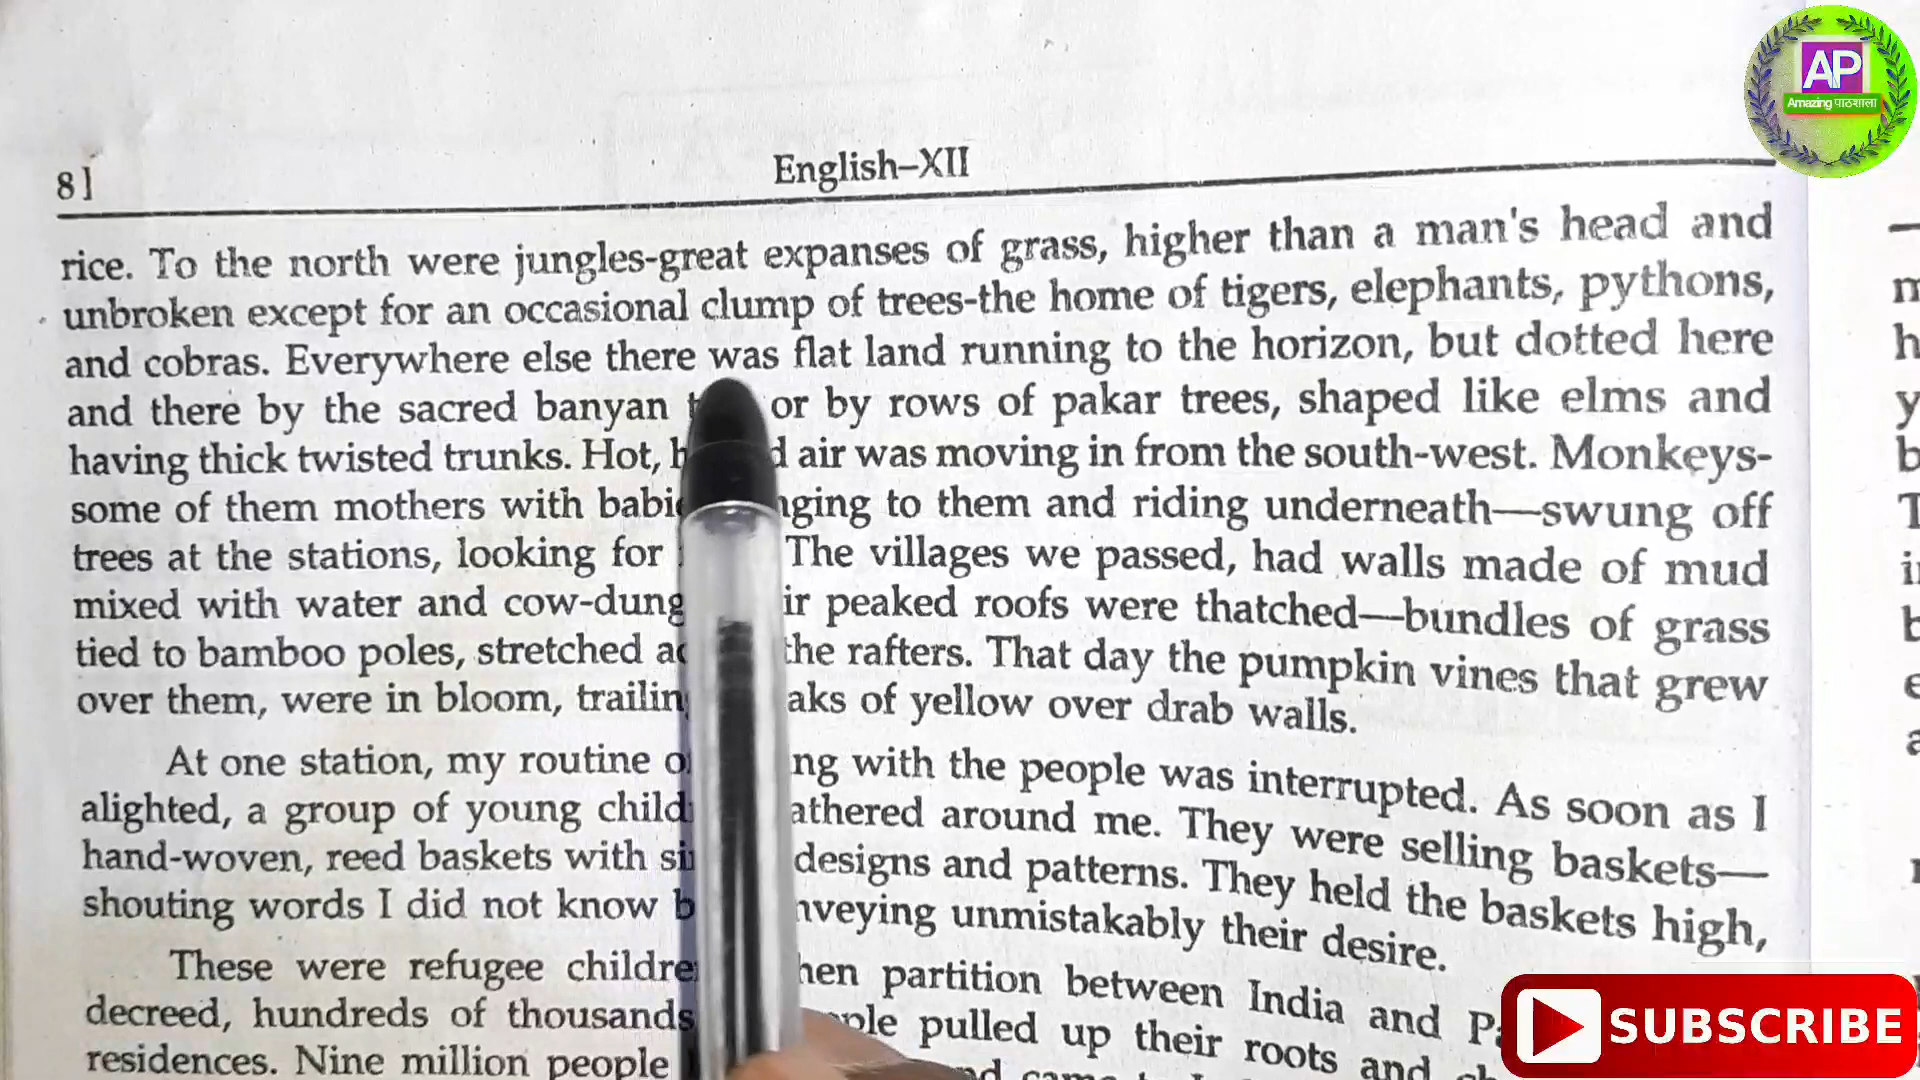 AP
Amazing पाठशाला
8]
English–XII
rice. To the north were jungles-great expanses of grass, higher than a man's head and
unbroken except for an occasional clump of trees-the home of tigers, elephants, pythons,
and cobras. Everywhere else there was flat land running to the horizon, but dotted here
and there by the sacred banyan or by rows of pakar trees, shaped like elms and
having thick twisted trunks. Hot, air was moving in from the south-west. Monkeys-
some of them mothers with to them and riding underneath—swung off
trees at the stations, looking for The villages we passed, had walls made of mud
mixed with water and cow-dung peaked roofs were thatched—bundles of grass
tied to bamboo poles, stretched the rafters. That day the pumpkin vines that grew
over them, were in bloom, of yellow over drab walls.
At one station, my routine with the people was interrupted. As soon as I
alighted, a group of young around me. They were selling baskets—
hand-woven, reed baskets with designs and patterns. They held the baskets high,
shouting words I did not know unmistakably their desire.
These were refugee partition between India and
decreed, hundreds of thousands pulled up their roots and
residences. Nine million people
SUBSCRIBE